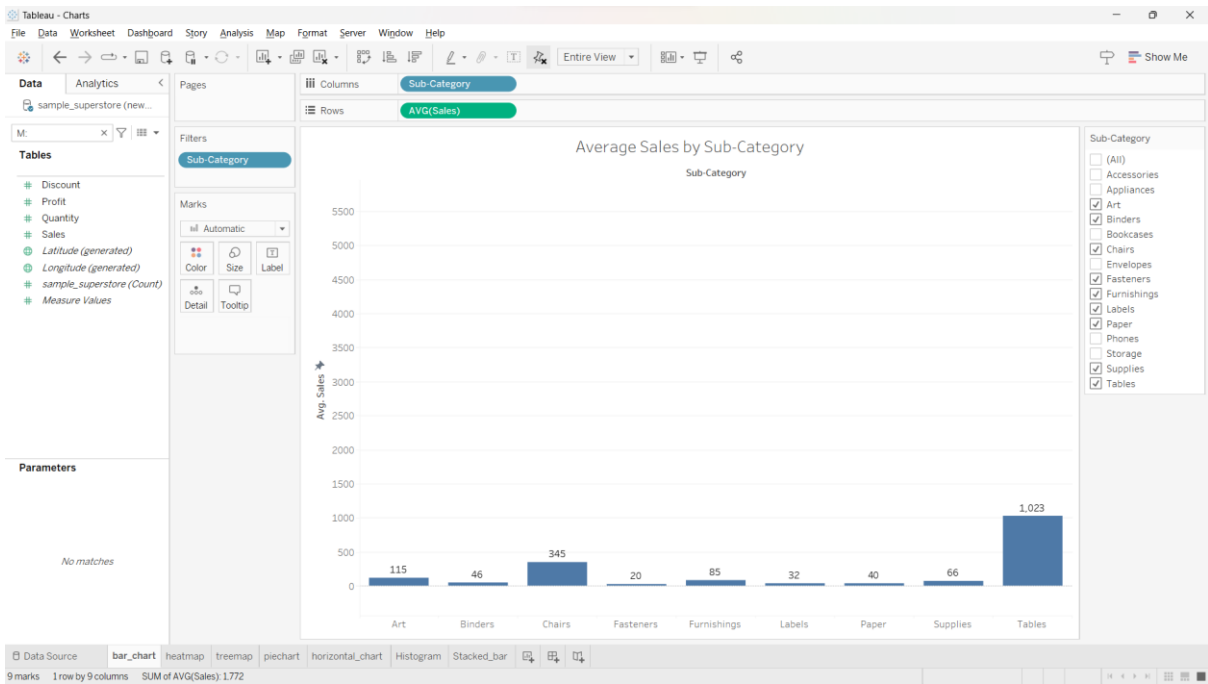 Tableau - Charts
File Data Worksheet Dashboard Story Analysis Map Format Server Window Help
Entire View
Show Me
Data Analytics
sample_superstore (new...
M:
Tables
# Discount
# Profit
# Quantity
# Sales
Latitude (generated)
Longitude (generated)
# sample_superstore (Count)
# Measure Values
Parameters
No matches
Pages
Filters
Sub-Category
Marks
Automatic
Color Size Label
Detail Tooltip
Columns Sub-Category
Rows AVG(Sales)
Average Sales by Sub-Category
Sub-Category
Avg. Sales
5500
5000
4500
4000
3500
3000
2500
2000
1500
1000
500
0
115 46 345 20 85 32 40 66 1,023
Art Binders Chairs Fasteners Furnishings Labels Paper Supplies Tables
Sub-Category
(All)
Accessories
Appliances
Art
Binders
Bookcases
Chairs
Envelopes
Fasteners
Furnishings
Labels
Paper
Phones
Storage
Supplies
Tables
Data Source bar_chart heatmap treemap piechart horizontal_chart Histogram Stacked_bar
9 marks 1 row by 9 columns SUM of AVG(Sales): 1,772